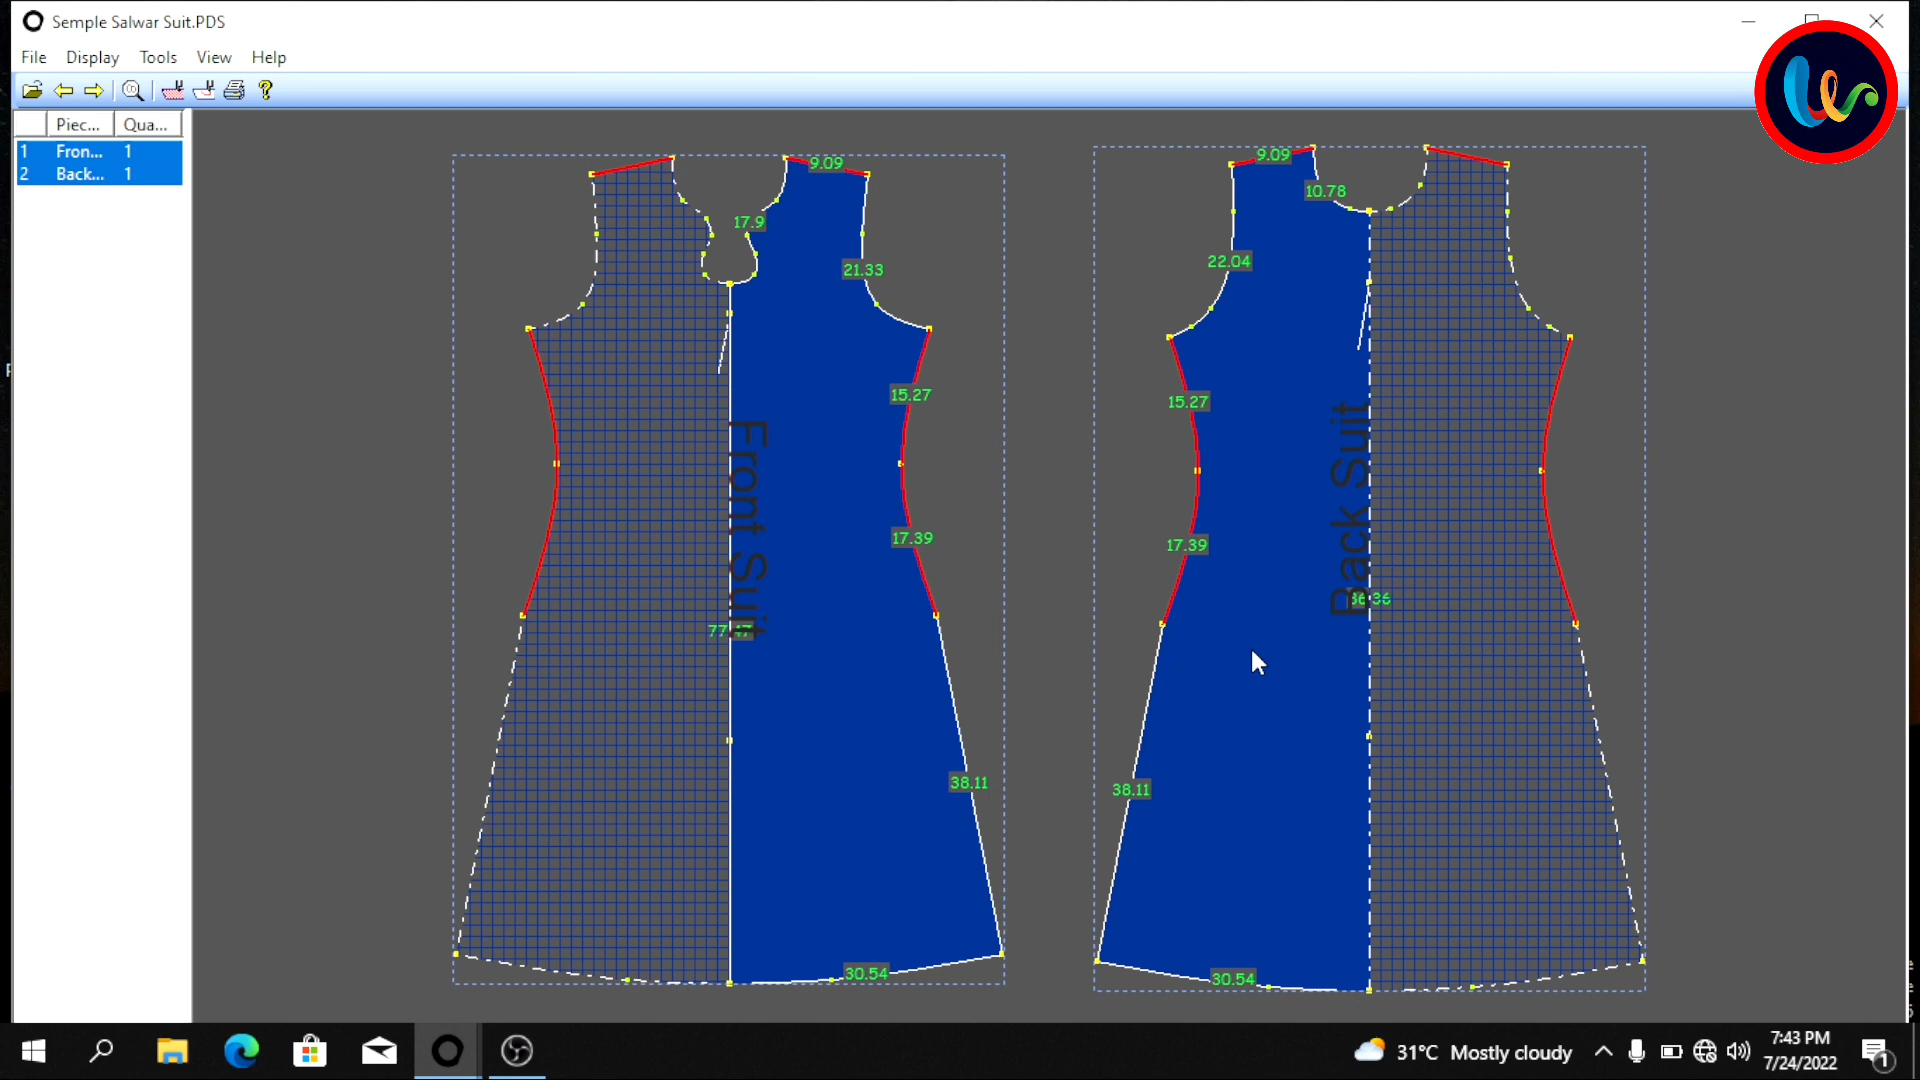 Semple Salwar Suit.PDS
File Display Tools View Help
Piec... Qua...
1 Fron... 1
2 Back... 1
9.09
17.9
21.33
15.27
17.39
Front Suit
38.11
30.54
9.09
10.78
22.04
15.27
17.39
Back Suit
38.11
30.54
31°C Mostly cloudy
7:43 PM
7/24/2022
1